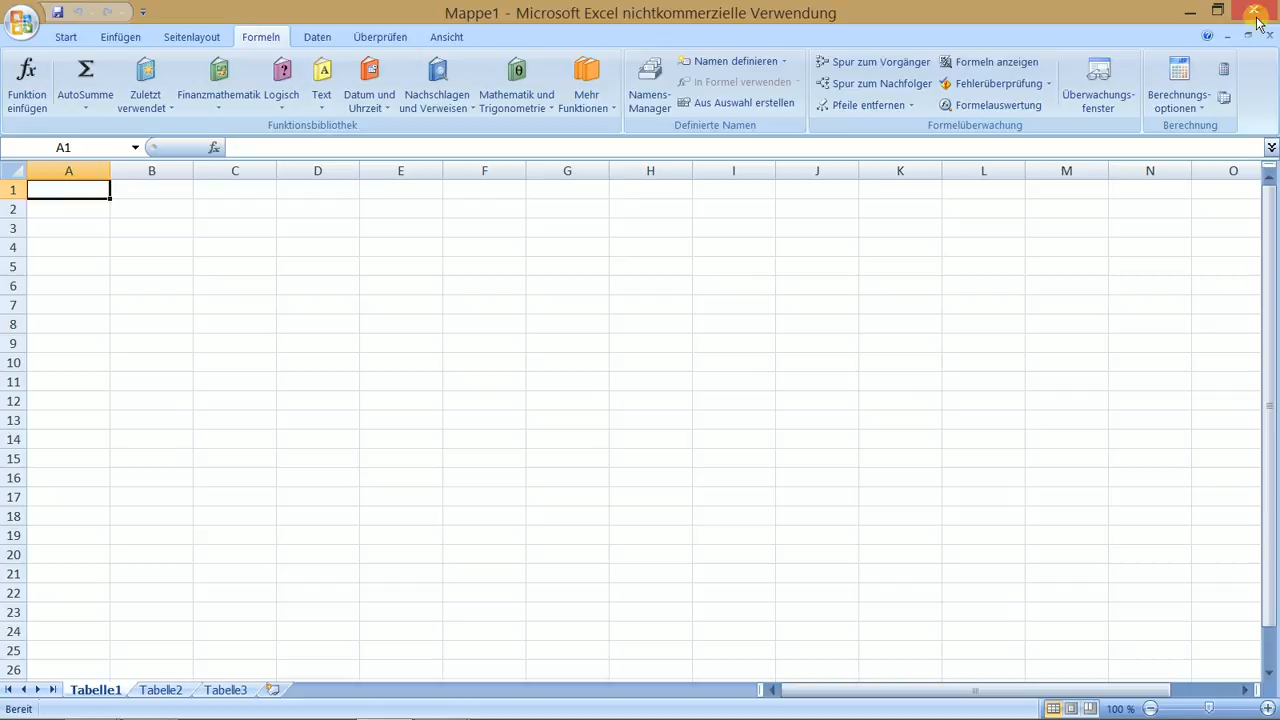 Mappe1 - Microsoft Excel nichtkommerzielle Verwendung
Start Einfügen Seitenlayout Formeln Daten Überprüfen Ansicht
Funktion einfügen
AutoSumme
Zuletzt verwendet
Finanzmathematik
Logisch
Text
Datum und Uhrzeit
Nachschlagen und Verweisen
Mathematik und Trigonometrie
Mehr Funktionen
Funktionsbibliothek
Namens-Manager
Namen definieren
In Formel verwenden
Aus Auswahl erstellen
Definierte Namen
Spur zum Vorgänger
Spur zum Nachfolger
Pfeile entfernen
Formeln anzeigen
Fehlerüberprüfung
Formelauswertung
Überwachungs-fenster
Formelüberwachung
Berechnungs-optionen
Berechnung
A1 fx
A B C D E F G H I J K L M N O
1
2
3
4
5
6
7
8
9
10
11
12
13
14
15
16
17
18
19
20
21
22
23
24
25
26
Tabelle1 Tabelle2 Tabelle3
Bereit 100 %